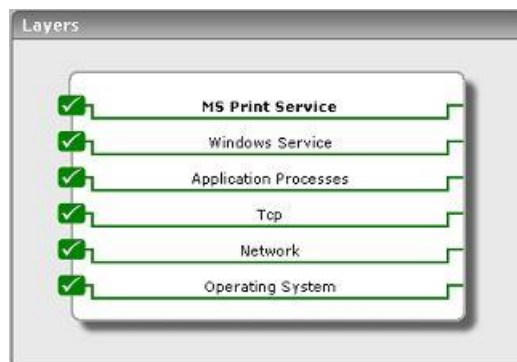 Layers
MS Print Service
Windows Service
Application Processes
Tcp
Network
Operating System